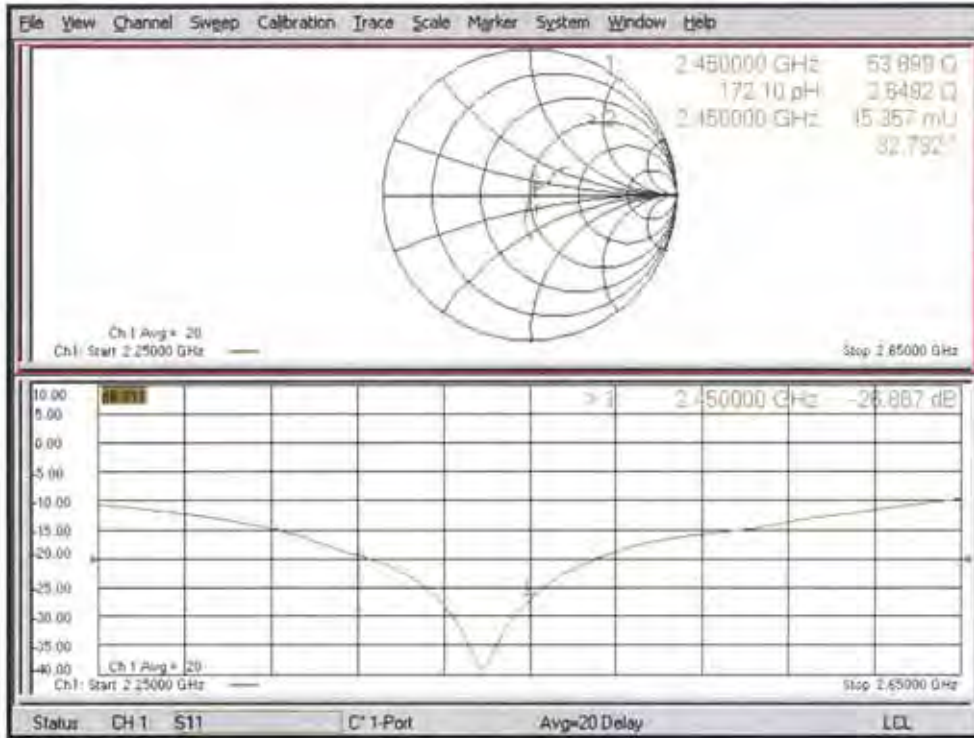 File View Channel Sweep Calibration Trace Scale Marker System Window Help
1 2.450000 GHz 53.699 Ω
172.10 pH 2.6492 Ω
>2 2.450000 GHz 45.357 mU
32.792°
Ch 1 Avg = 20
Ch1: Start 2.25000 GHz
Stop 2.65000 GHz
10.00
> 1 2.450000 GHz -26.867 dB
5.00
0.00
-5.00
-10.00
-15.00
-20.00
-25.00
-30.00
-35.00
-40.00
Ch 1 Avg = 20
Ch1: Start 2.25000 GHz
Stop 2.65000 GHz
Status CH 1: S11 C* 1-Port Avg=20 Delay LCL